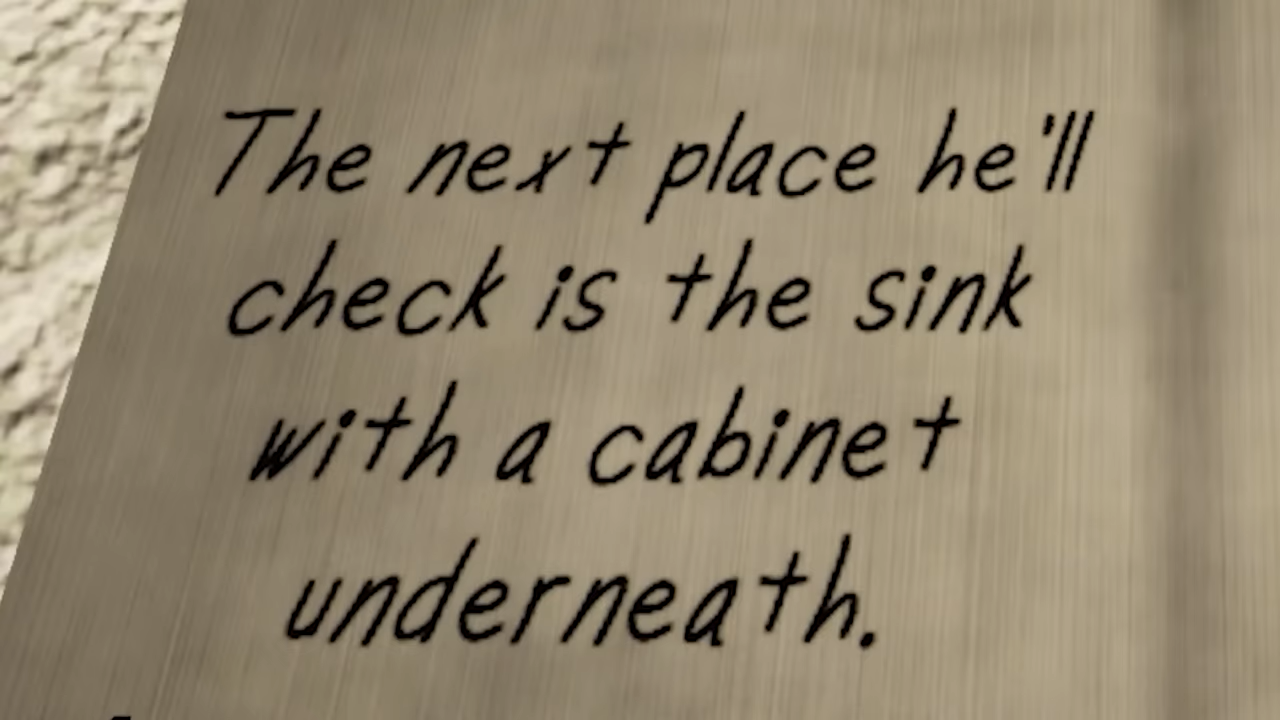 The next place he'll
check is the sink
with a cabinet
underneath.